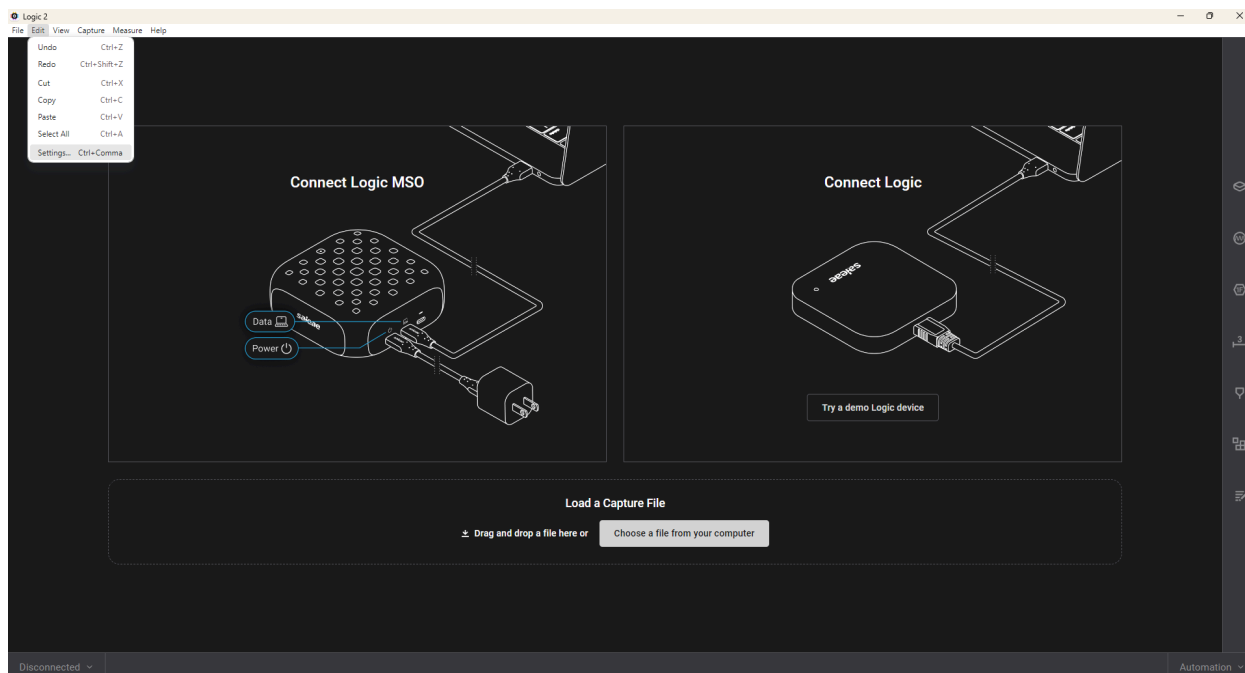 Logic 2
File Edit View Capture Measure Help
Undo Ctrl+Z
Redo Ctrl+Shift+Z
Cut Ctrl+X
Copy Ctrl+C
Paste Ctrl+V
Select All Ctrl+A
Settings... Ctrl+Comma
Connect Logic MSO
saleae
Data
Power
Connect Logic
saleae
Try a demo Logic device
Load a Capture File
Drag and drop a file here or
Choose a file from your computer
3
Disconnected
Automation